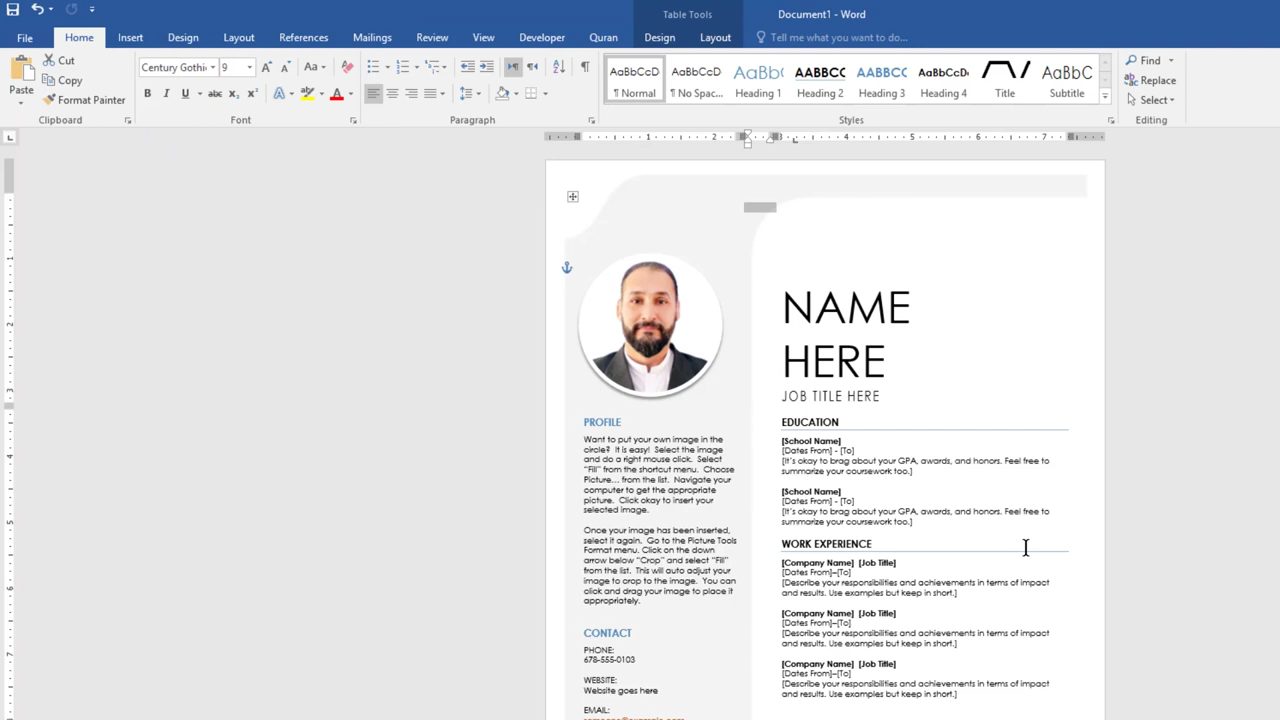 Table Tools
Document1 - Word
File Home Insert Design Layout References Mailings Review View Developer Quran Design Layout Tell me what you want to do...
Paste
Cut
Copy
Format Painter
Clipboard
Century Gothi 9
Font
Paragraph
AaBbCcD AaBbCcD AaBb( AABBCC AABBCC AaBbCcD AaBbC
¶ Normal ¶ No Spac... Heading 1 Heading 2 Heading 3 Heading 4 Title Subtitle
Styles
Find
Replace
Select
Editing
1 2 3 4 5 6 7
NAME
HERE
JOB TITLE HERE
PROFILE
Want to put your own image in the
circle? It is easy! Select the image
and do a right mouse click. Select
“Fill” from the shortcut menu. Choose
Picture… from the list. Navigate your
computer to get the appropriate
picture. Click okay to insert your
selected image.
Once your image has been inserted,
select it again. Go to the Picture Tools
Format menu. Click on the down
arrow below “Crop” and select “Fill”
from the list. This will auto adjust your
image to crop to the image. You can
click and drag your image to place it
appropriately.
CONTACT
PHONE:
678-555-0103
WEBSITE:
Website goes here
EMAIL:
EDUCATION
[School Name]
[Dates From] - [To]
[It’s okay to brag about your GPA, awards, and honors. Feel free to
summarize your coursework too.]
[School Name]
[Dates From] - [To]
[It’s okay to brag about your GPA, awards, and honors. Feel free to
summarize your coursework too.]
WORK EXPERIENCE
[Company Name] [Job Title]
[Dates From]–[To]
[Describe your responsibilities and achievements in terms of impact
and results. Use examples but keep in short.]
[Company Name] [Job Title]
[Dates From]–[To]
[Describe your responsibilities and achievements in terms of impact
and results. Use examples but keep in short.]
[Company Name] [Job Title]
[Dates From]–[To]
[Describe your responsibilities and achievements in terms of impact
and results. Use examples but keep in short.]